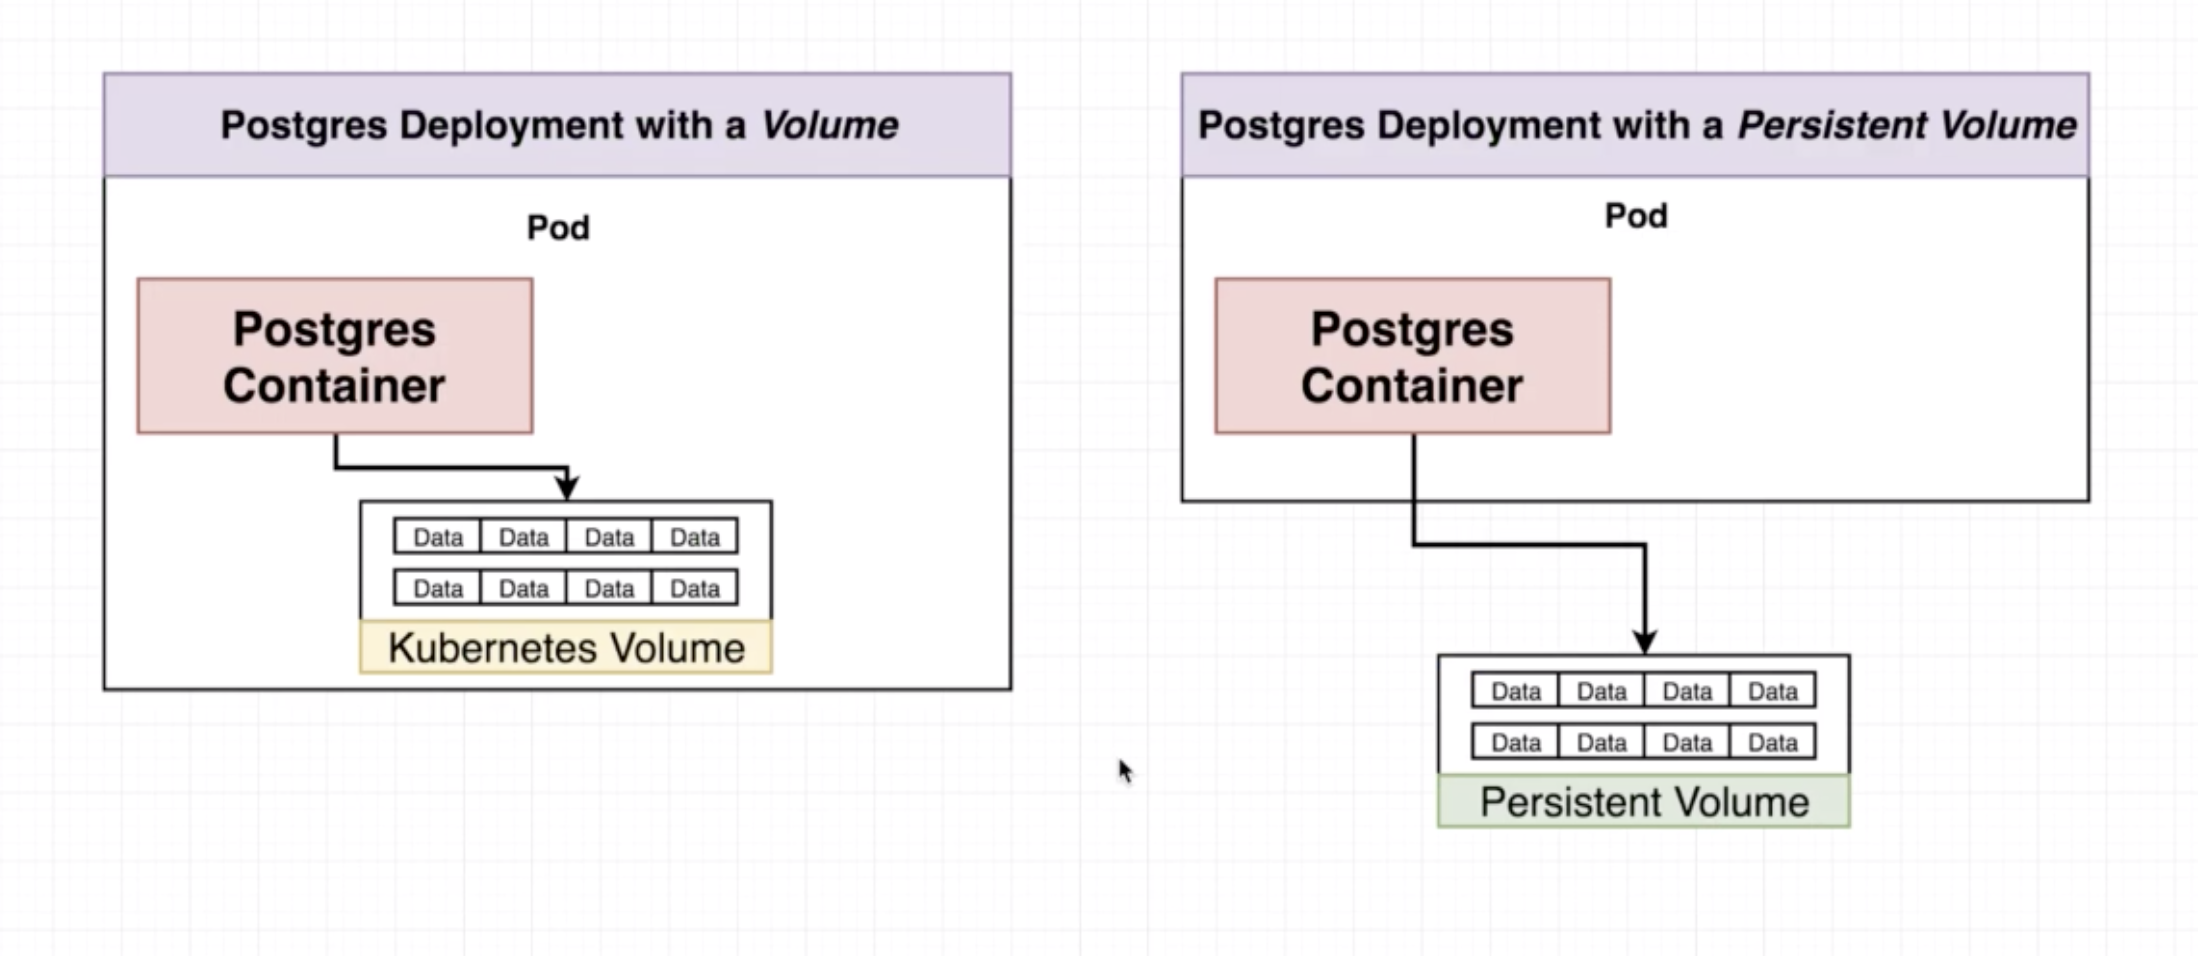 Postgres Deployment with a Volume
Pod
Postgres
Container
Data Data Data Data
Data Data Data Data
Kubernetes Volume
Postgres Deployment with a Persistent Volume
Pod
Postgres
Container
Data Data Data Data
Data Data Data Data
Persistent Volume